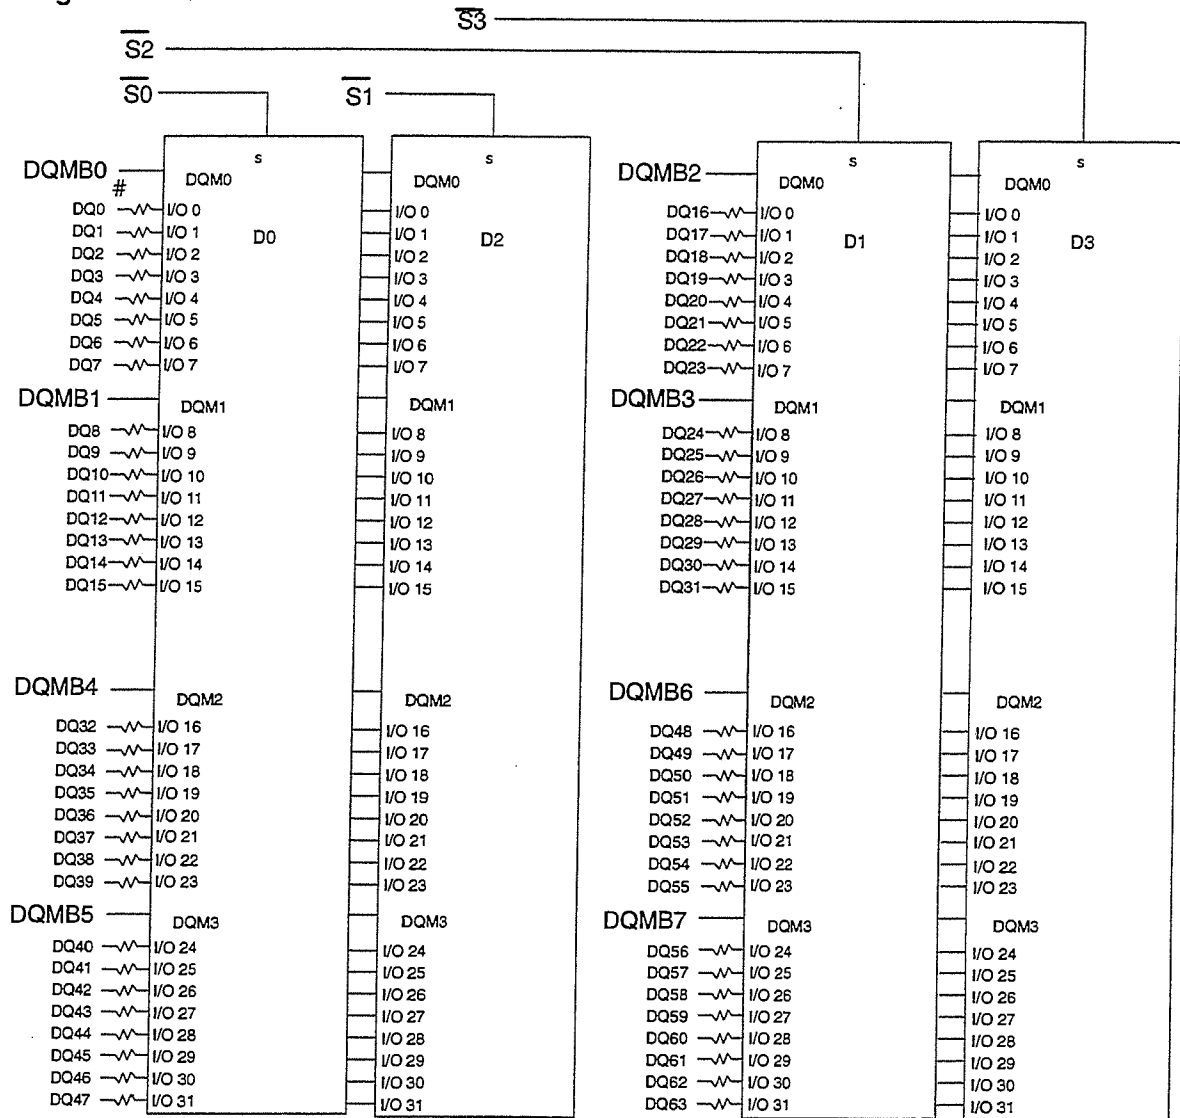 S3
S2
S0 S1
s s s s
DQMB0 DQM0 DQM0 DQMB2 DQM0 DQM0
#
DQ0 I/O 0 I/O 0 DQ16 I/O 0 I/O 0
DQ1 I/O 1 D0 I/O 1 D2 DQ17 I/O 1 D1 I/O 1 D3
DQ2 I/O 2 I/O 2 DQ18 I/O 2 I/O 2
DQ3 I/O 3 I/O 3 DQ19 I/O 3 I/O 3
DQ4 I/O 4 I/O 4 DQ20 I/O 4 I/O 4
DQ5 I/O 5 I/O 5 DQ21 I/O 5 I/O 5
DQ6 I/O 6 I/O 6 DQ22 I/O 6 I/O 6
DQ7 I/O 7 I/O 7 DQ23 I/O 7 I/O 7
DQMB1 DQM1 DQM1 DQMB3 DQM1 DQM1
DQ8 I/O 8 I/O 8 DQ24 I/O 8 I/O 8
DQ9 I/O 9 I/O 9 DQ25 I/O 9 I/O 9
DQ10 I/O 10 I/O 10 DQ26 I/O 10 I/O 10
DQ11 I/O 11 I/O 11 DQ27 I/O 11 I/O 11
DQ12 I/O 12 I/O 12 DQ28 I/O 12 I/O 12
DQ13 I/O 13 I/O 13 DQ29 I/O 13 I/O 13
DQ14 I/O 14 I/O 14 DQ30 I/O 14 I/O 14
DQ15 I/O 15 I/O 15 DQ31 I/O 15 I/O 15
DQMB4 DQM2 DQM2 DQMB6 DQM2 DQM2
DQ32 I/O 16 I/O 16 DQ48 I/O 16 I/O 16
DQ33 I/O 17 I/O 17 DQ49 I/O 17 I/O 17
DQ34 I/O 18 I/O 18 DQ50 I/O 18 I/O 18
DQ35 I/O 19 I/O 19 DQ51 I/O 19 I/O 19
DQ36 I/O 20 I/O 20 DQ52 I/O 20 I/O 20
DQ37 I/O 21 I/O 21 DQ53 I/O 21 I/O 21
DQ38 I/O 22 I/O 22 DQ54 I/O 22 I/O 22
DQ39 I/O 23 I/O 23 DQ55 I/O 23 I/O 23
DQMB5 DQM3 DQM3 DQMB7 DQM3 DQM3
DQ40 I/O 24 I/O 24 DQ56 I/O 24 I/O 24
DQ41 I/O 25 I/O 25 DQ57 I/O 25 I/O 25
DQ42 I/O 26 I/O 26 DQ58 I/O 26 I/O 26
DQ43 I/O 27 I/O 27 DQ59 I/O 27 I/O 27
DQ44 I/O 28 I/O 28 DQ60 I/O 28 I/O 28
DQ45 I/O 29 I/O 29 DQ61 I/O 29 I/O 29
DQ46 I/O 30 I/O 30 DQ62 I/O 30 I/O 30
DQ47 I/O 31 I/O 31 DQ63 I/O 31 I/O 31